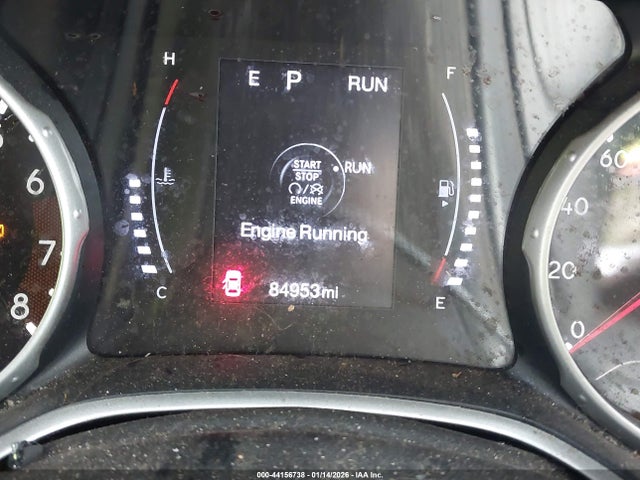 H
F
E P RUN
START
STOP
RUN
ENGINE
Engine Running
84953mi
C
E
6
7
8
60
40
20
0
000-44156738 - 01/14/2026 - IAA Inc.